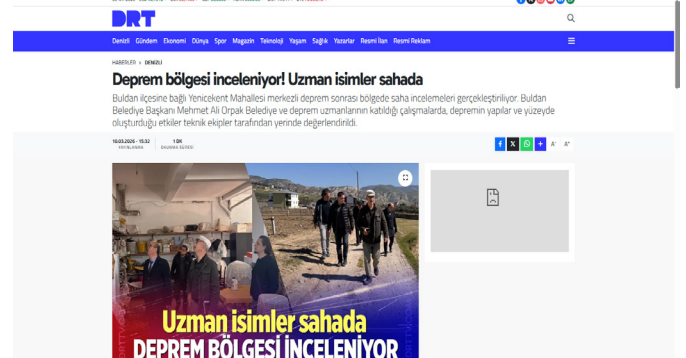 DRT
Denizli Gündem Ekonomi Dünya Spor Magazin Teknoloji Yaşam Sağlık Yazarlar Resmi İlan Resmi Reklam
HABERLER > DENİZLİ
Deprem bölgesi inceleniyor! Uzman isimler sahada
Buldan ilçesine bağlı Yenicekent Mahallesi merkezli deprem sonrası bölgede saha incelemeleri gerçekleştiriliyor. Buldan
Belediye Başkanı Mehmet Ali Orpak Belediye ve deprem uzmanlarının katıldığı çalışmalarda, depremin yapılar ve yüzeyde
oluşturduğu etkiler teknik ekipler tarafından yerinde değerlendirildi.
10.03.2026 - 15:32 1 DK
YAYINLANMA OKUNMA SÜRESİ
A- A+
Uzman isimler sahada
DEPREM BÖLGESİ İNCELENİYOR